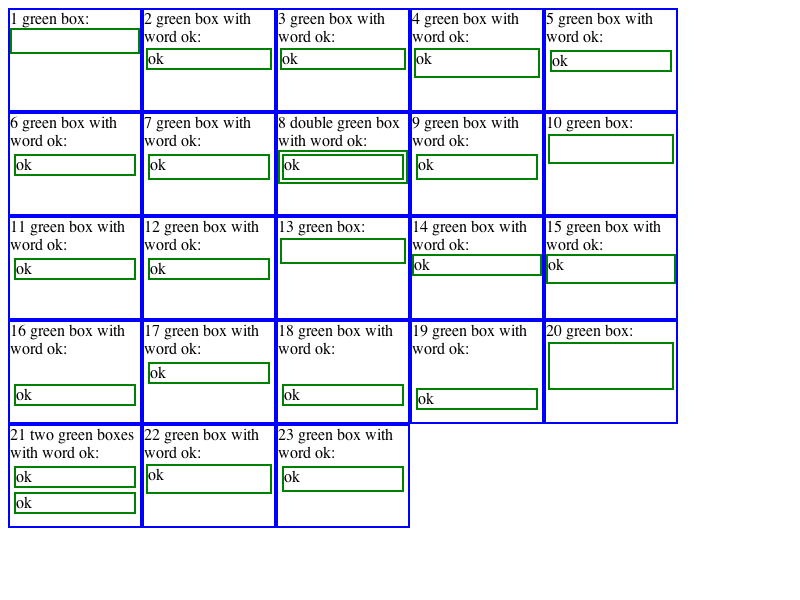 1 green box:
2 green box with
word ok:
ok
3 green box with
word ok:
ok
4 green box with
word ok:
ok
5 green box with
word ok:
ok
6 green box with
word ok:
ok
7 green box with
word ok:
ok
8 double green box
with word ok:
ok
9 green box with
word ok:
ok
10 green box:
11 green box with
word ok:
ok
12 green box with
word ok:
ok
13 green box:
14 green box with
word ok:
ok
15 green box with
word ok:
ok
16 green box with
word ok:
ok
17 green box with
word ok:
ok
18 green box with
word ok:
ok
19 green box with
word ok:
ok
20 green box:
21 two green boxes
with word ok:
ok
ok
22 green box with
word ok:
ok
23 green box with
word ok:
ok